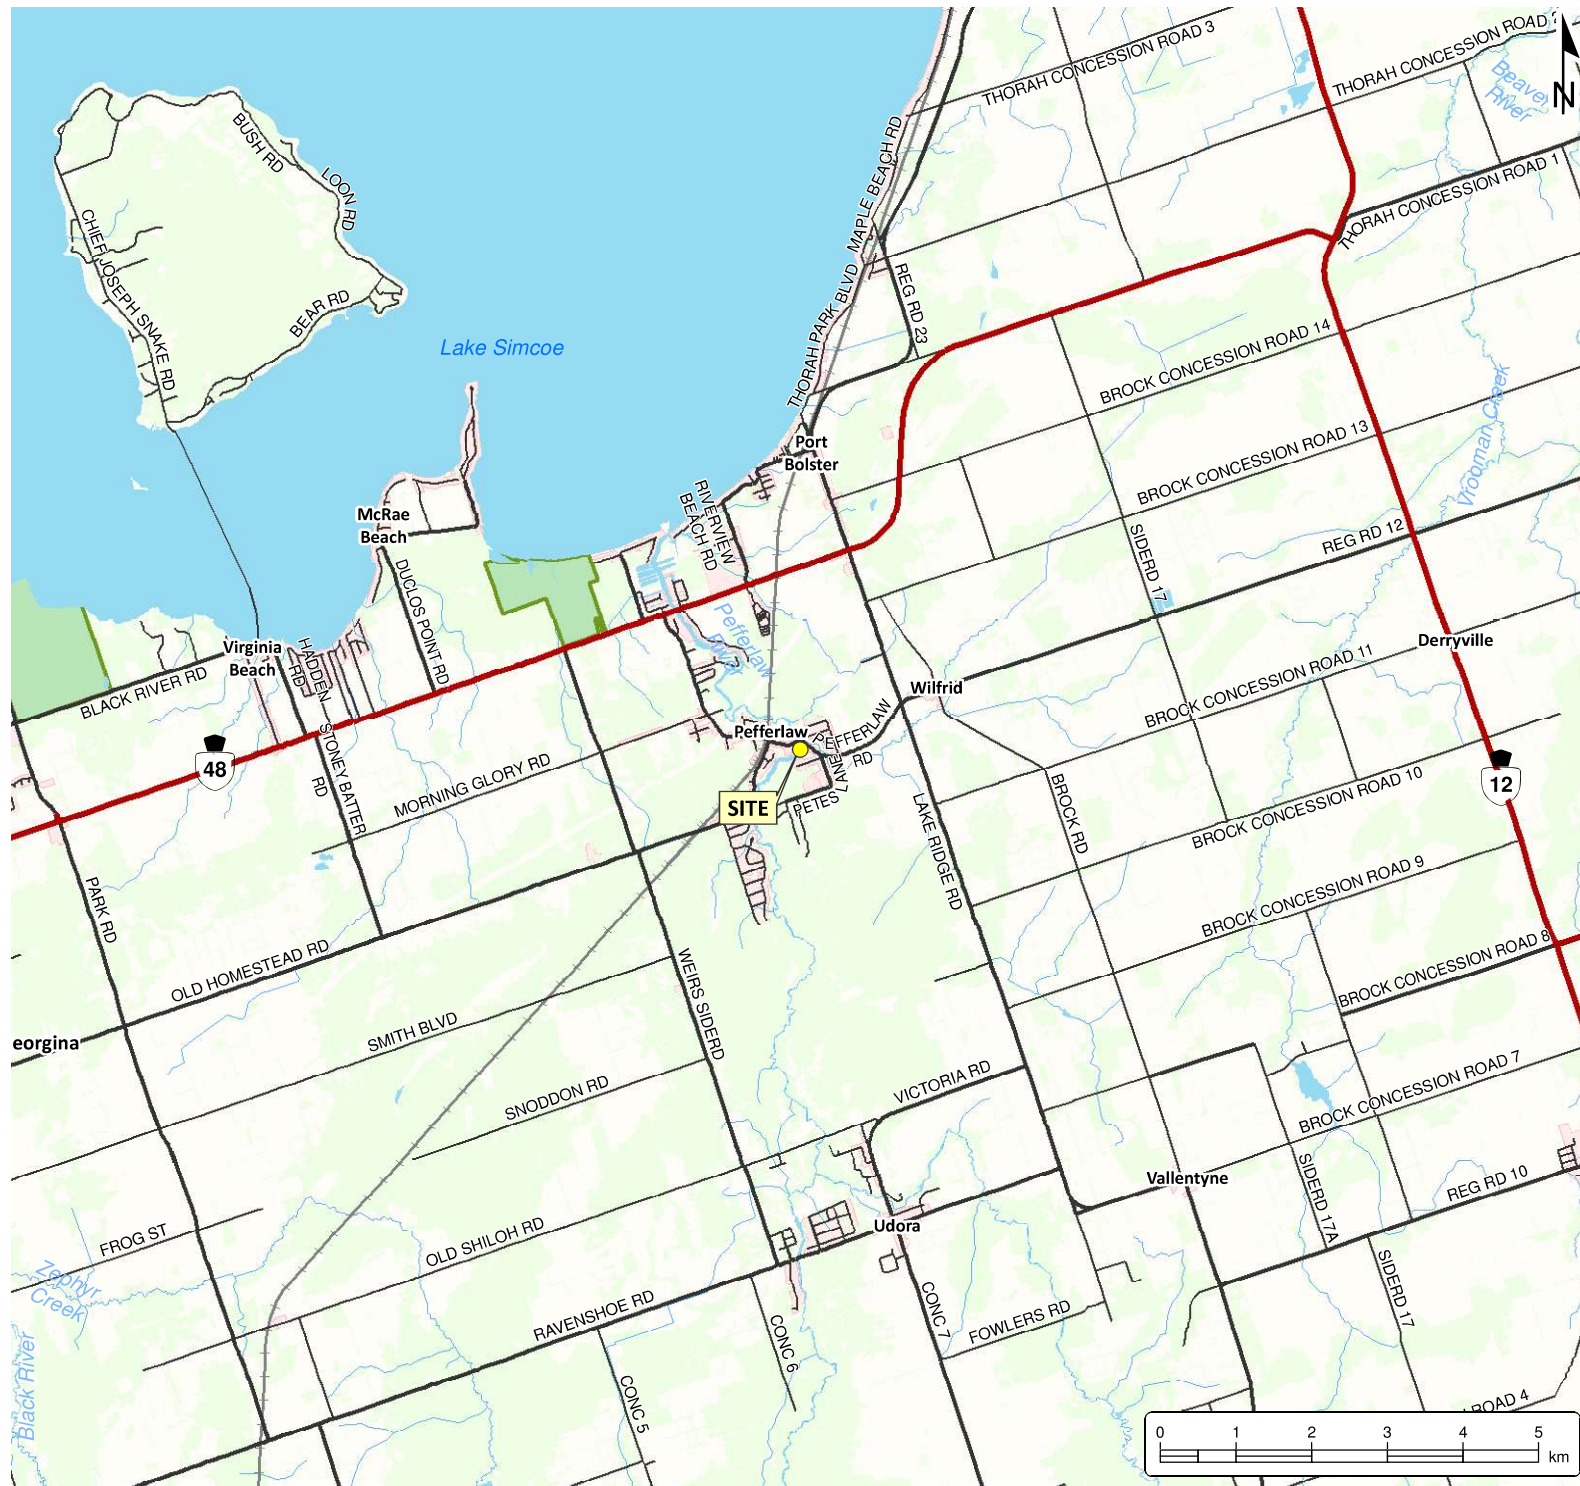 THORAH CONCESSION ROAD 3
THORAH CONCESSION ROAD 2
Beaver
River
N
BUSH RD
LOON RD
MAPLE BEACH RD
THORAH CONCESSION ROAD 1
CHIEF JOSEPH SNAKE RD
BEAR RD
REG RD 23
THORAH PARK BLVD
Lake Simcoe
BROCK CONCESSION ROAD 14
Port
Bolster
BROCK CONCESSION ROAD 13
Vrooman Creek
McRae
Beach
RIVERVIEW
BEACH RD
SIDERD 17
REG RD 12
DUCLOS POINT RD
Pefferlaw
River
Virginia
Beach
HADDEN
RD
Derryville
BLACK RIVER RD
BROCK CONCESSION ROAD 11
Wilfrid
Pefferlaw
PEFFERLAW
RD
STONEY BATTER
RD
48
MORNING GLORY RD
SITE
PETES LANE
LAKE RIDGE RD
BROCK RD
BROCK CONCESSION ROAD 10
12
PARK RD
BROCK CONCESSION ROAD 9
OLD HOMESTEAD RD
WEIRS SIDERD
BROCK CONCESSION ROAD 8
eorgina
SMITH BLVD
SNODDON RD
VICTORIA RD
BROCK CONCESSION ROAD 7
Vallentyne
SIDERD 17A
REG RD 10
FROG ST
OLD SHILOH RD
Udora
Zephyr
Creek
SIDERD 17
RAVENSHOE RD
CONC 7
FOWLERS RD
CONC 6
Black River
CONC 5
ROAD 4
0 1 2 3 4 5
km